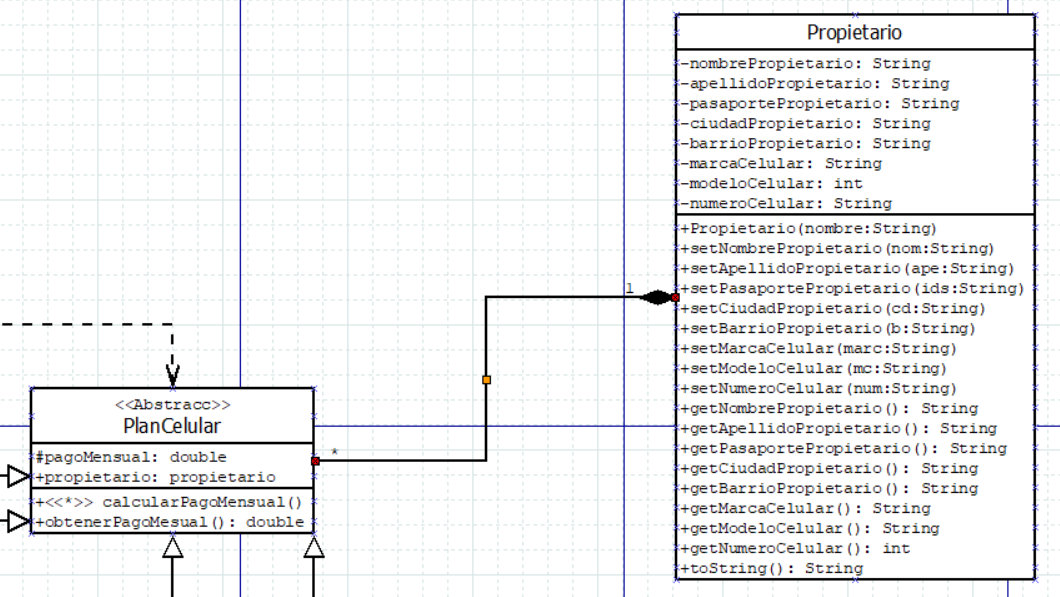 Propietario
-nombrePropietario: String
-apellidoPropietario: String
-pasaportePropietario: String
-ciudadPropietario: String
-barrioPropietario: String
-marcaCelular: String
-modeloCelular: int
-numeroCelular: String
+Propietario(nombre:String)
+setNombrePropietario(nom:String)
+setApellidoPropietario(ape:String)
+setPasaportePropietario(ids:String)
+setCiudadPropietario(cd:String)
+setBarrioPropietario(b:String)
+setMarcaCelular(marc:String)
+setModeloCelular(mc:String)
+setNumeroCelular(num:String)
+getNombrePropietario(): String
+getApellidoPropietario(): String
+getPasaportePropietario(): String
+getCiudadPropietario(): String
+getBarrioPropietario(): String
+getMarcaCelular(): String
+getModeloCelular(): String
+getNumeroCelular(): int
+toString(): String
1
*
<<Abstracc>>
PlanCelular
#pagoMensual: double
+propietario: propietario
+<<*>> calcularPagoMensual()
+obtenerPagoMesual(): double